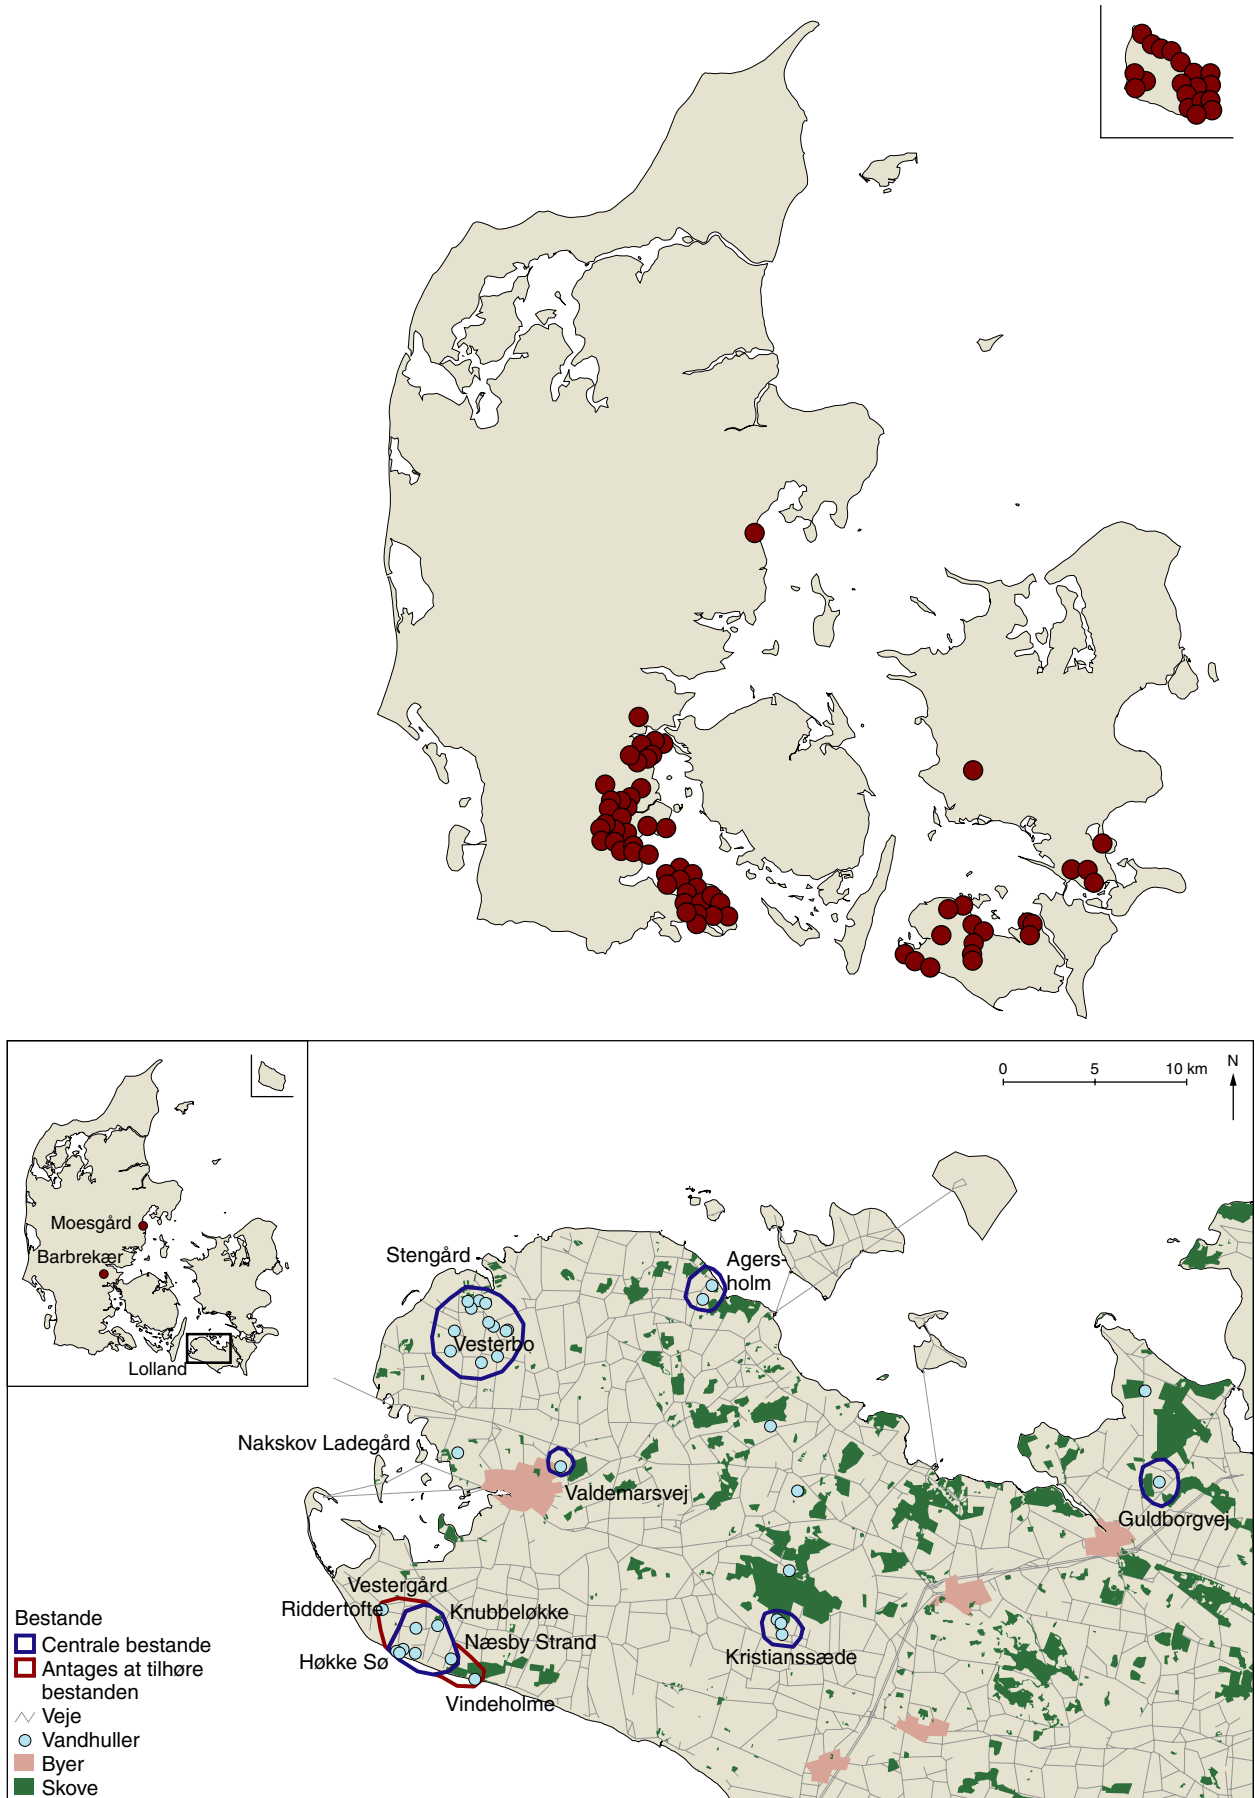 0 5 10 km N
Moesgård
Barbrekær
Lolland
Stengård
Agers-
holm
Vesterbo
Nakskov Ladegård
Valdemarsvej
Guldborgvej
Vestergård
Riddertofte
Knubbeløkke
Næsby Strand
Høkke Sø
Kristianssæde
Vindeholme
Bestande
Centrale bestande
Antages at tilhøre
bestanden
Veje
Vandhuller
Byer
Skove